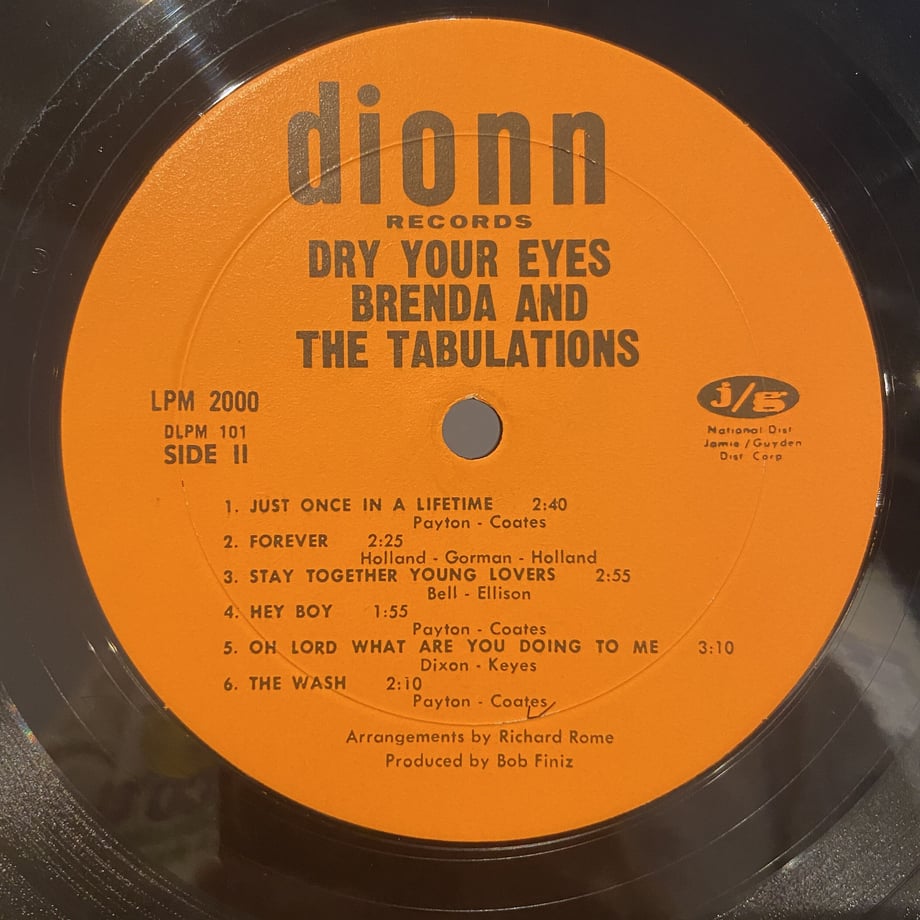 dionn
RECORDS
DRY YOUR EYES
BRENDA AND
THE TABULATIONS
LPM 2000
DLPM 101
SIDE II
j/g
National Dist
Jamie / Guyden
Dist Corp
1. JUST ONCE IN A LIFETIME 2:40
Payton - Coates
2. FOREVER 2:25
Holland - Gorman - Holland
3. STAY TOGETHER YOUNG LOVERS 2:55
Bell - Ellison
4. HEY BOY 1:55
Payton - Coates
5. OH LORD WHAT ARE YOU DOING TO ME 3:10
Dixon - Keyes
6. THE WASH 2:10
Payton - Coates
Arrangements by Richard Rome
Produced by Bob Finiz